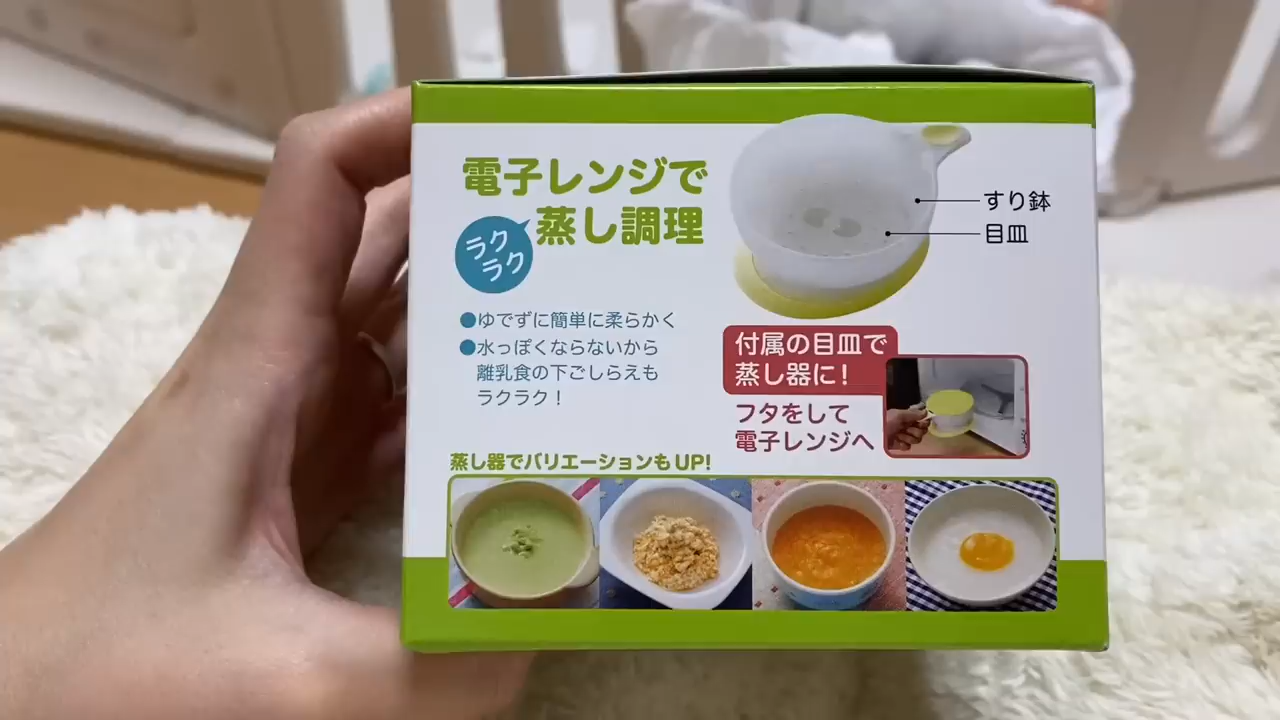 電子レンジで
ラク
ラク
蒸し調理
すり鉢
目皿
●ゆでずに簡単に柔らかく
●水っぽくならないから
離乳食の下ごしらえも
ラクラク！
付属の目皿で
蒸し器に！
フタをして
電子レンジへ
蒸し器でバリエーションもUP!